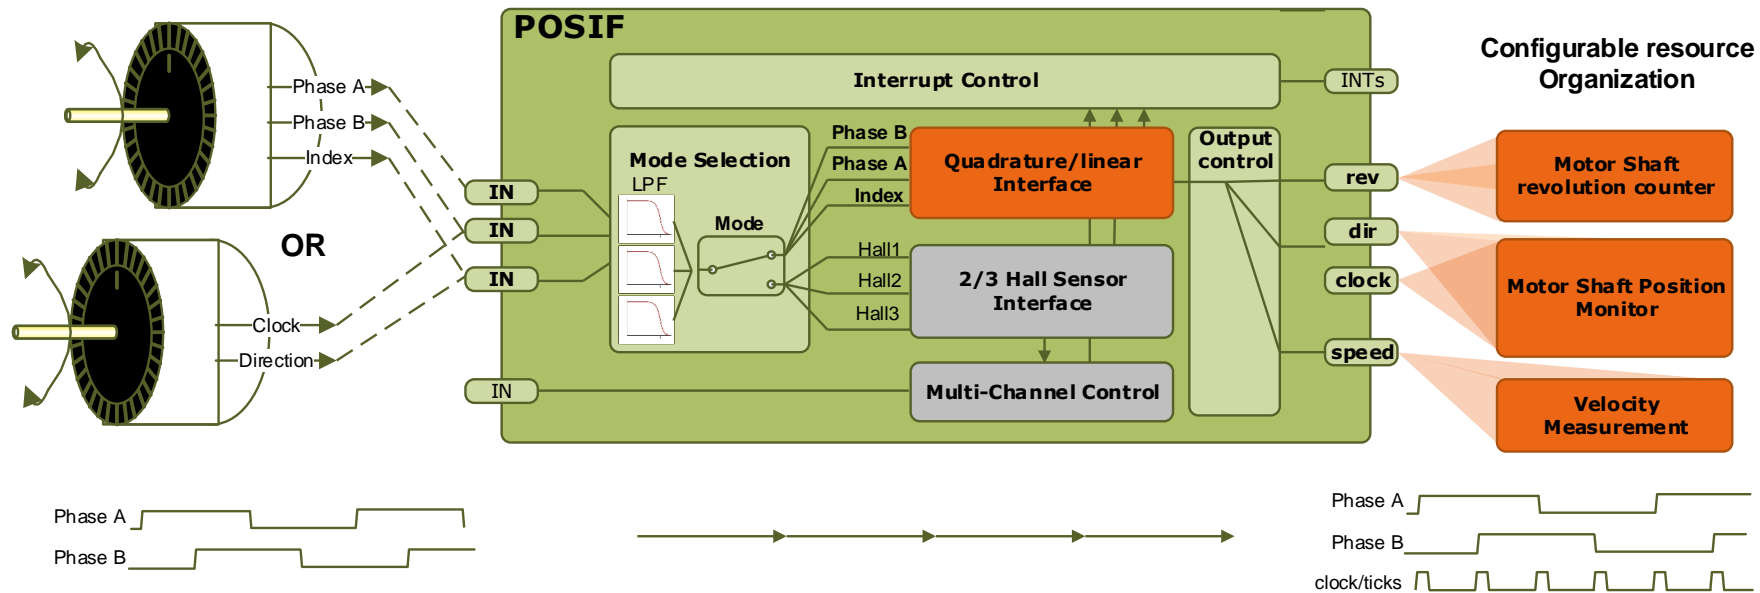 POSIF
Configurable resource
Organization
Interrupt Control
INTs
Phase A
Phase B
Index
OR
Clock
Direction
IN
IN
IN
IN
Mode Selection
LPF
Mode
Phase B
Phase A
Index
Hall1
Hall2
Hall3
Quadrature/linear
Interface
2/3 Hall Sensor
Interface
Multi-Channel Control
Output
control
rev
dir
clock
speed
Motor Shaft
revolution counter
Motor Shaft Position
Monitor
Velocity
Measurement
Phase A
Phase B
Phase A
Phase B
clock/ticks